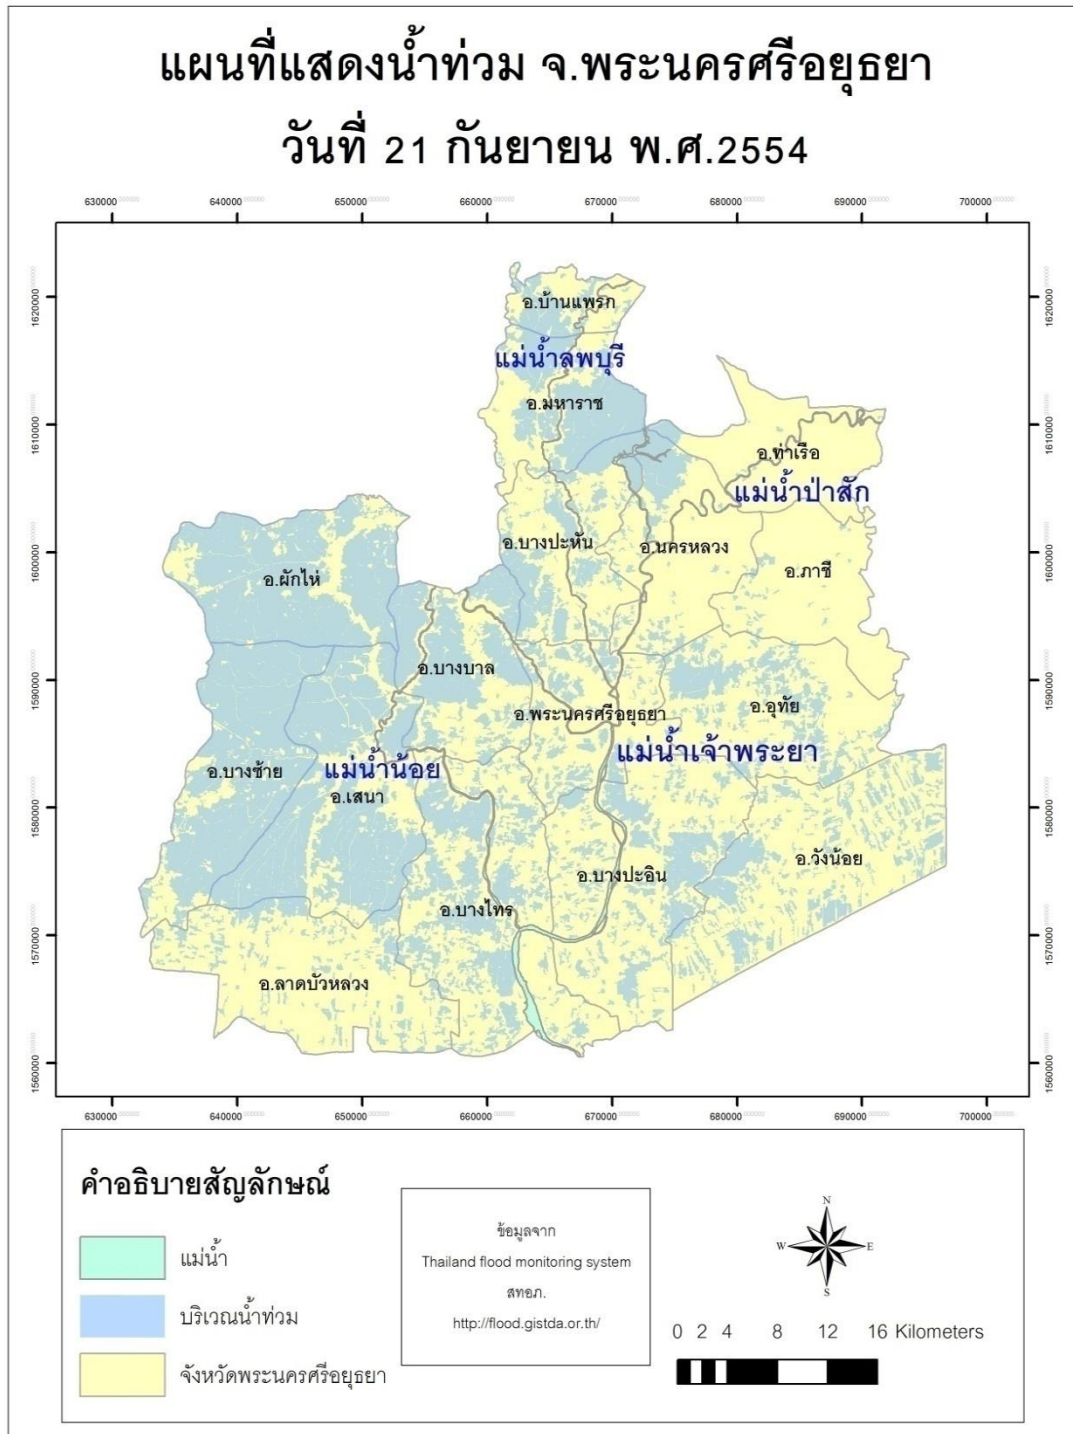 แผนที่แสดงน้ำท่วม จ.พระนครศรีอยุธยา
วันที่ 21 กันยายน พ.ศ.2554
630000 640000 650000 660000 670000 680000 690000 700000
1620000 1620000
1610000 1610000
1600000 1600000
1590000 1590000
1580000 1580000
1570000 1570000
1560000 1560000
อ.บ้านแพรก
แม่น้ำลพบุรี
อ.มหาราช
อ.ท่าเรือ
แม่น้ำป่าสัก
อ.บางปะหัน
อ.นครหลวง
อ.ภาชี
อ.ผักไห่
อ.บางบาล
อ.พระนครศรีอยุธยา
อ.อุทัย
แม่น้ำเจ้าพระยา
อ.บางซ้าย
แม่น้ำน้อย
อ.เสนา
อ.วังน้อย
อ.บางปะอิน
อ.บางไทร
อ.ลาดบัวหลวง
630000 640000 650000 660000 670000 680000 690000 700000
คำอธิบายสัญลักษณ์
แม่น้ำ
บริเวณน้ำท่วม
จังหวัดพระนครศรีอยุธยา
ข้อมูลจาก
Thailand flood monitoring system
สทอภ.
http://flood.gistda.or.th/
N
W E
S
0 2 4 8 12 16 Kilometers